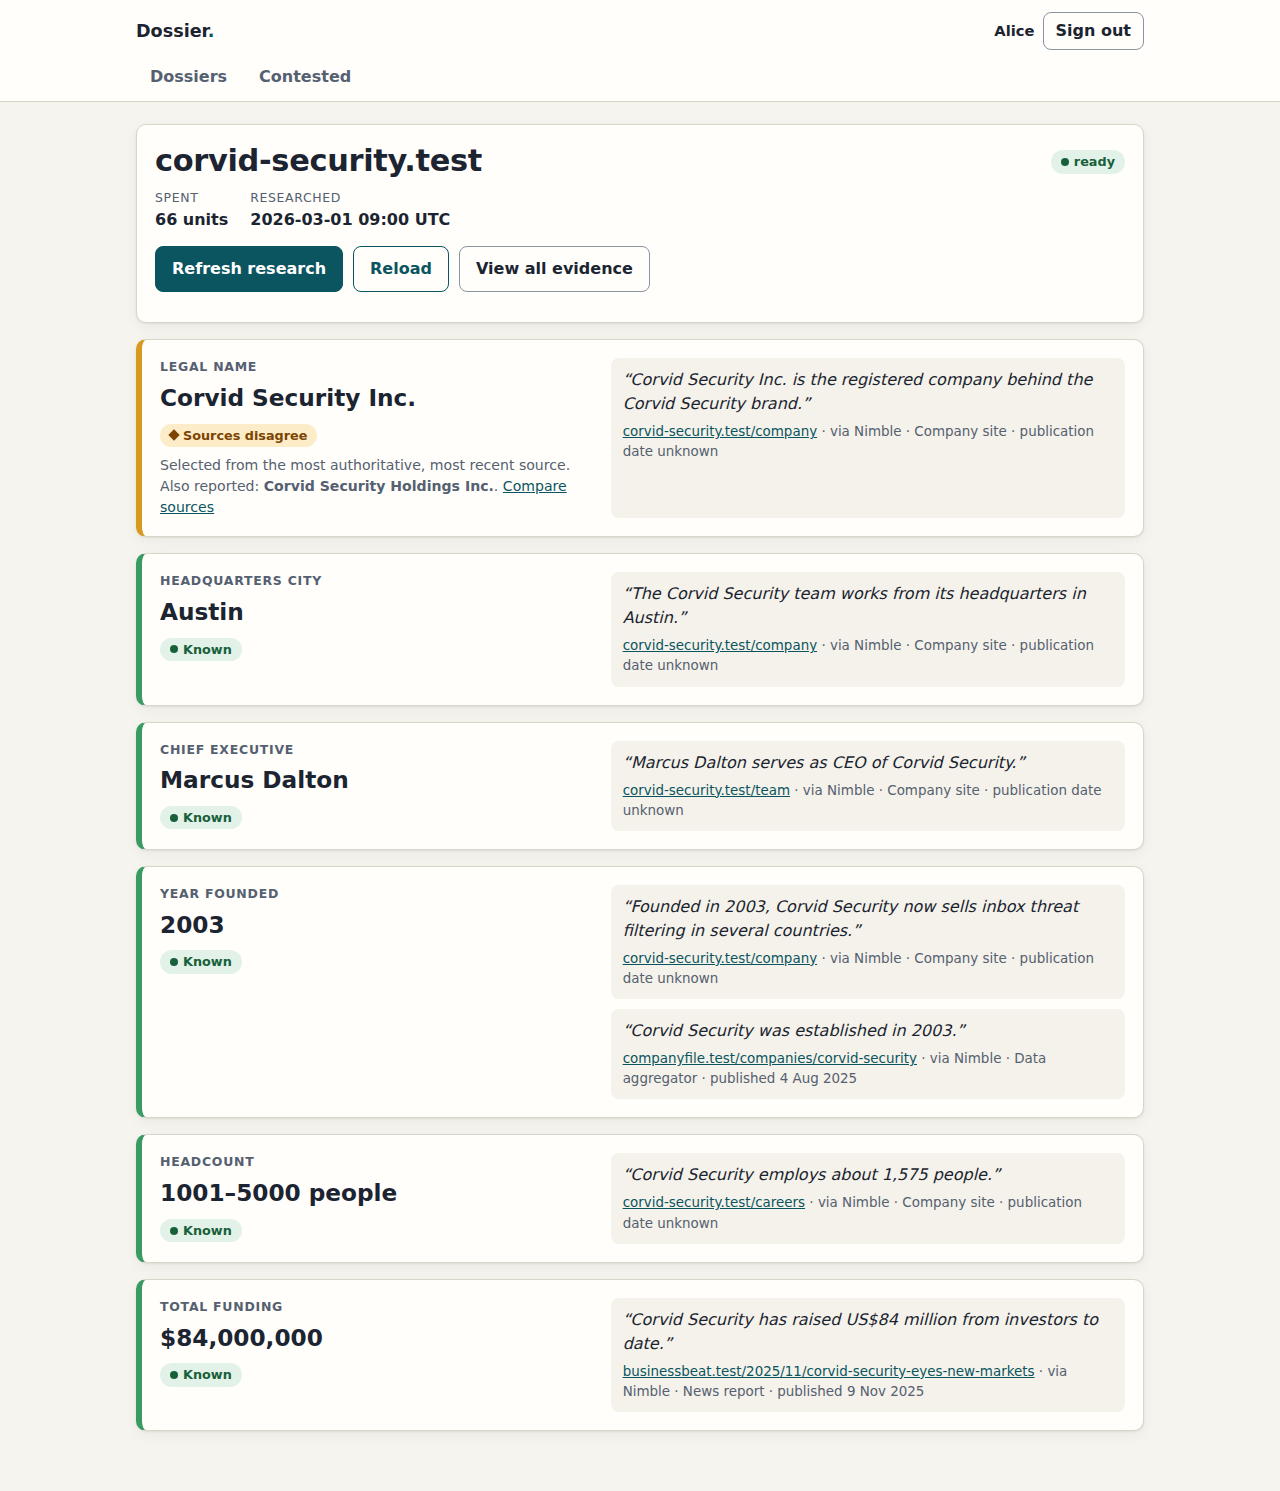 Dossier.
Alice
Sign out
Dossiers
Contested
corvid-security.test
ready
SPENT
RESEARCHED
66 units
2026-03-01 09:00 UTC
Refresh research
Reload
View all evidence
LEGAL NAME
Corvid Security Inc.
Sources disagree
Selected from the most authoritative, most recent source.
Also reported: Corvid Security Holdings Inc.. Compare
sources
“Corvid Security Inc. is the registered company behind the
Corvid Security brand.”
corvid-security.test/company · via Nimble · Company site · publication
date unknown
HEADQUARTERS CITY
Austin
Known
“The Corvid Security team works from its headquarters in
Austin.”
corvid-security.test/company · via Nimble · Company site · publication
date unknown
CHIEF EXECUTIVE
Marcus Dalton
Known
“Marcus Dalton serves as CEO of Corvid Security.”
corvid-security.test/team · via Nimble · Company site · publication date
unknown
YEAR FOUNDED
2003
Known
“Founded in 2003, Corvid Security now sells inbox threat
filtering in several countries.”
corvid-security.test/company · via Nimble · Company site · publication
date unknown
“Corvid Security was established in 2003.”
companyfile.test/companies/corvid-security · via Nimble · Data
aggregator · published 4 Aug 2025
HEADCOUNT
1001–5000 people
Known
“Corvid Security employs about 1,575 people.”
corvid-security.test/careers · via Nimble · Company site · publication
date unknown
TOTAL FUNDING
$84,000,000
Known
“Corvid Security has raised US$84 million from investors to
date.”
businessbeat.test/2025/11/corvid-security-eyes-new-markets · via
Nimble · News report · published 9 Nov 2025